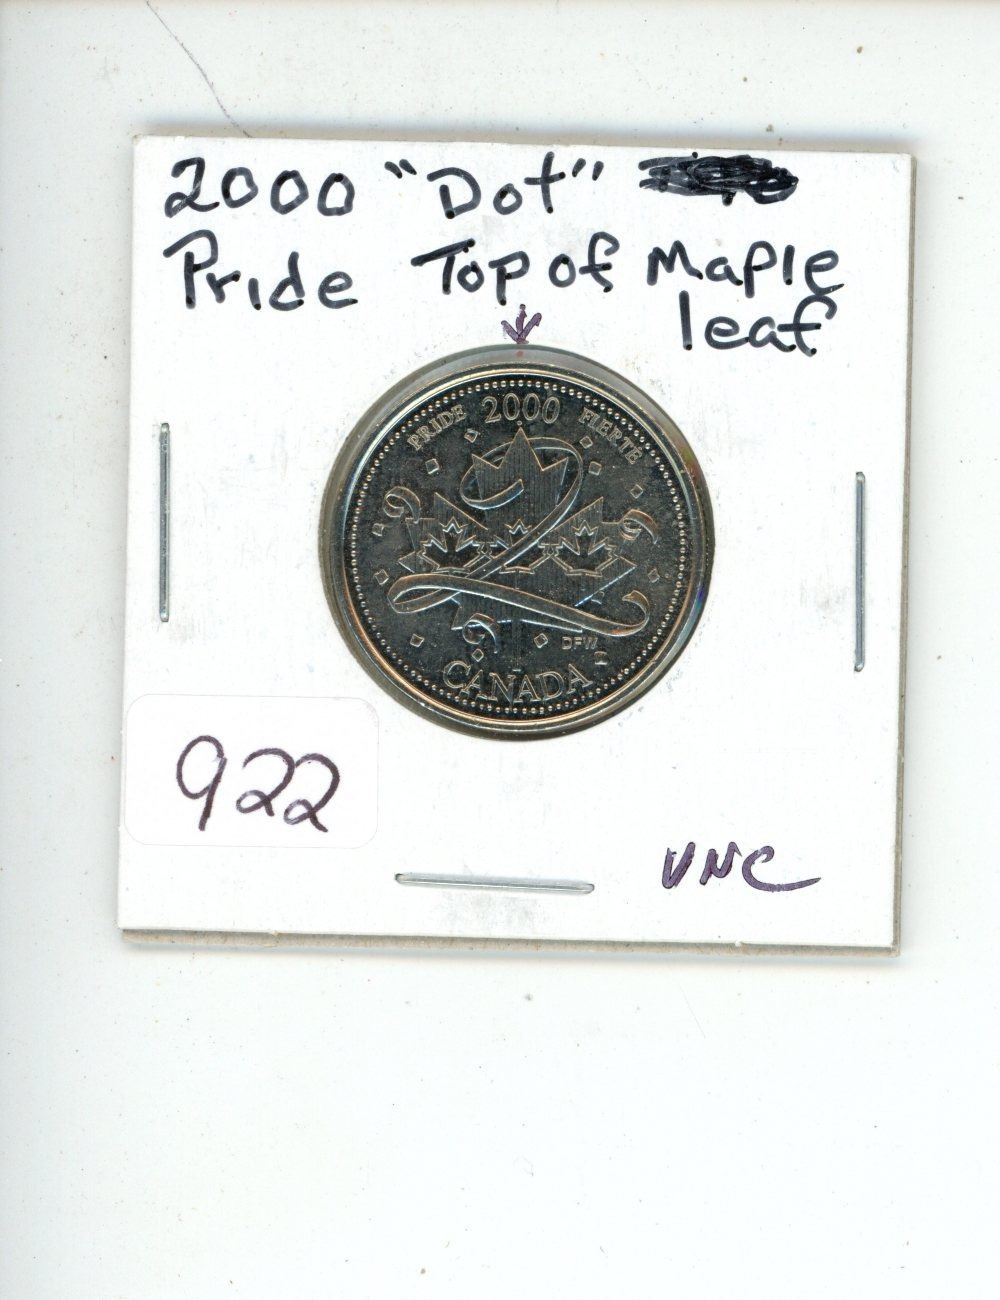 2000 "Dot"
Pride Top of Maple
leaf
PRIDE 2000 FIERTÉ
DFW
CANADA
922
UNC